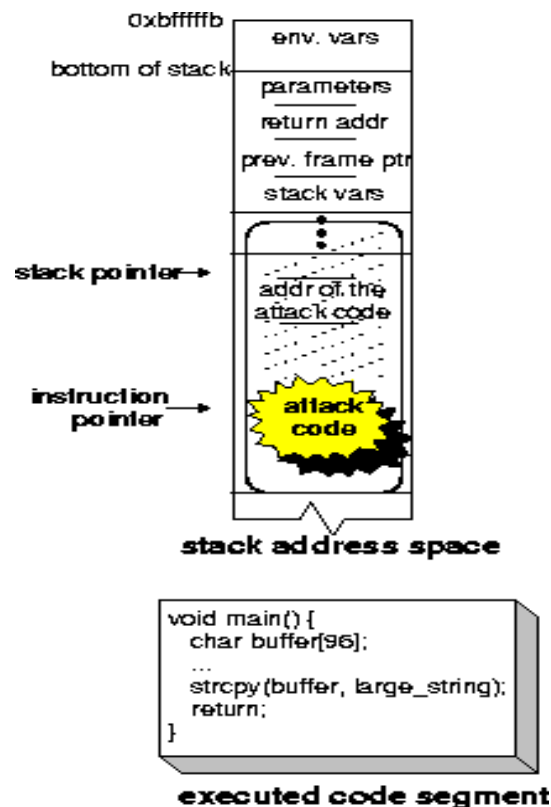 0xbfffffb
env. vars
bottom of stack
parameters
return addr
prev. frame ptr
stack vars
stack pointer
addr of the
attack code
instruction
pointer
attack
code
stack address space
void main() {
char buffer[96];
...
strcpy(buffer, large_string);
return;
}
executed code segment